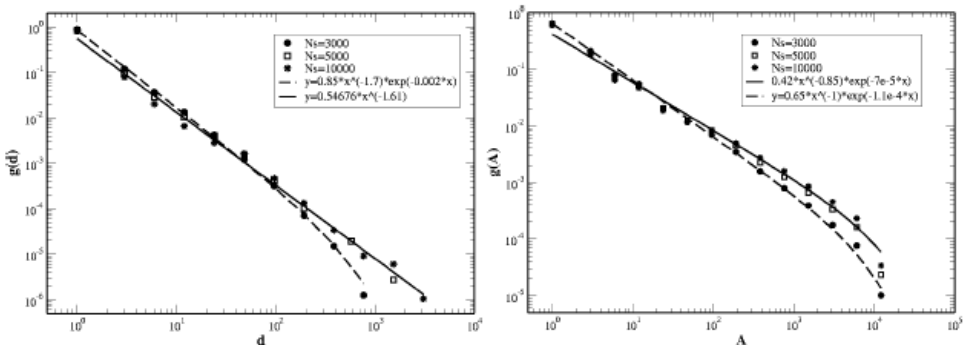 10^0
10^-1
10^-2
10^-3
10^-4
10^-5
10^-6
g(d)
Ns=3000
Ns=5000
Ns=10000
y=0.85*x^(-1.7)*exp(-0.002*x)
y=0.54676*x^(-1.61)
10^0
10^1
10^2
10^3
10^4
d
10^0
10^-1
10^-2
10^-3
10^-4
10^-5
g(A)
Ns=3000
Ns=5000
Ns=10000
0.42*x^(-0.85)*exp(-7e-5*x)
y=0.65*x^(-1)*exp(-1.1e-4*x)
10^0
10^1
10^2
10^3
10^4
10^5
A